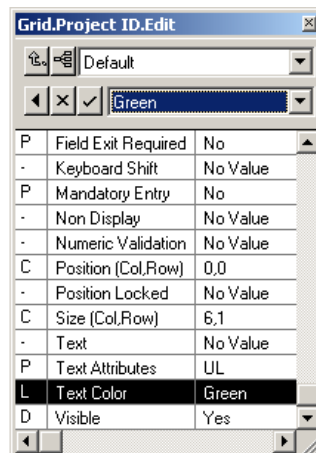 Grid.Project ID.Edit
Default
Green
P Field Exit Required No
- Keyboard Shift No Value
P Mandatory Entry No
- Non Display No Value
- Numeric Validation No Value
C Position (Col,Row) 0,0
- Position Locked No Value
C Size (Col,Row) 6,1
- Text No Value
P Text Attributes UL
L Text Color Green
D Visible Yes